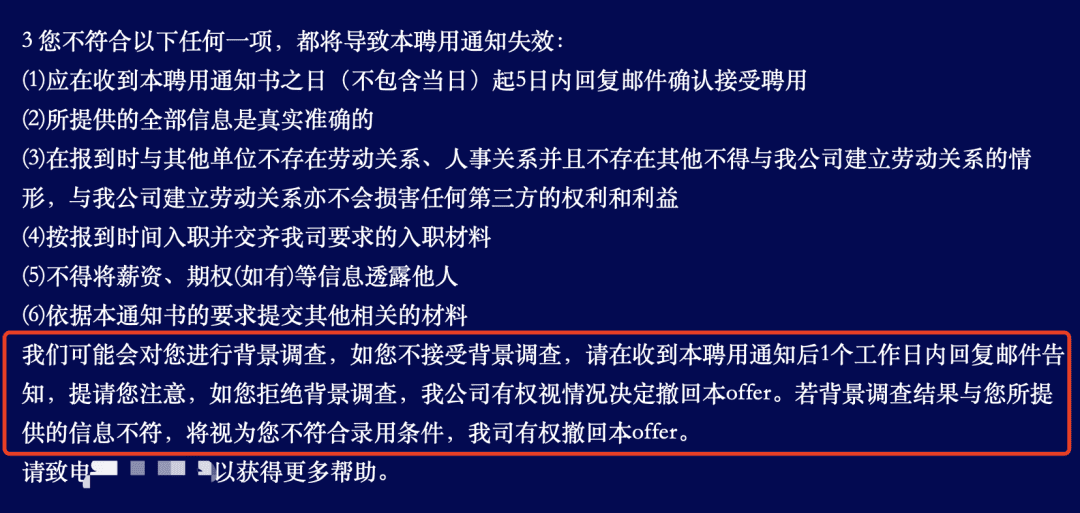 3 您不符合以下任何一项，都将导致本聘用通知失效：
⑴应在收到本聘用通知书之日（不包含当日）起5日内回复邮件确认接受聘用
⑵所提供的全部信息是真实准确的
⑶在报到时与其他单位不存在劳动关系、人事关系并且不存在其他不得与我公司建立劳动关系的情
形，与我公司建立劳动关系亦不会损害任何第三方的权利和利益
⑷按报到时间入职并交齐我司要求的入职材料
⑸不得将薪资、期权(如有)等信息透露他人
⑹依据本通知书的要求提交其他相关的材料
我们可能会对您进行背景调查，如您不接受背景调查，请在收到本聘用通知后1个工作日内回复邮件告
知，提请您注意，如您拒绝背景调查，我公司有权视情况决定撤回本offer。若背景调查结果与您所提
供的信息不符，将视为您不符合录用条件，我司有权撤回本offer。
请致电以获得更多帮助。